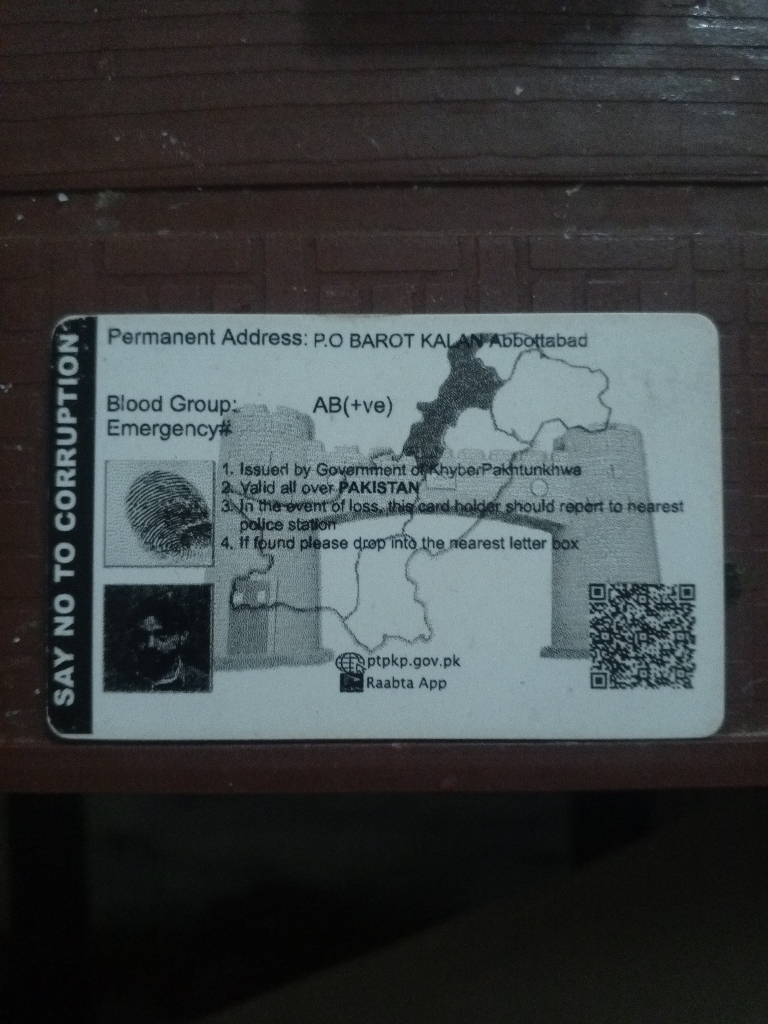 SAY NO TO CORRUPTION
Permanent Address: P.O BAROT KALAN Abbottabad
Blood Group: AB(+ve)
Emergency#
1. Issued by Government of KhyberPakhtunkhwa
2. Valid all over PAKISTAN
3. In the event of loss, this card holder should report to nearest
police station
4. If found please drop into the nearest letter box
ptpkp.gov.pk
Raabta App